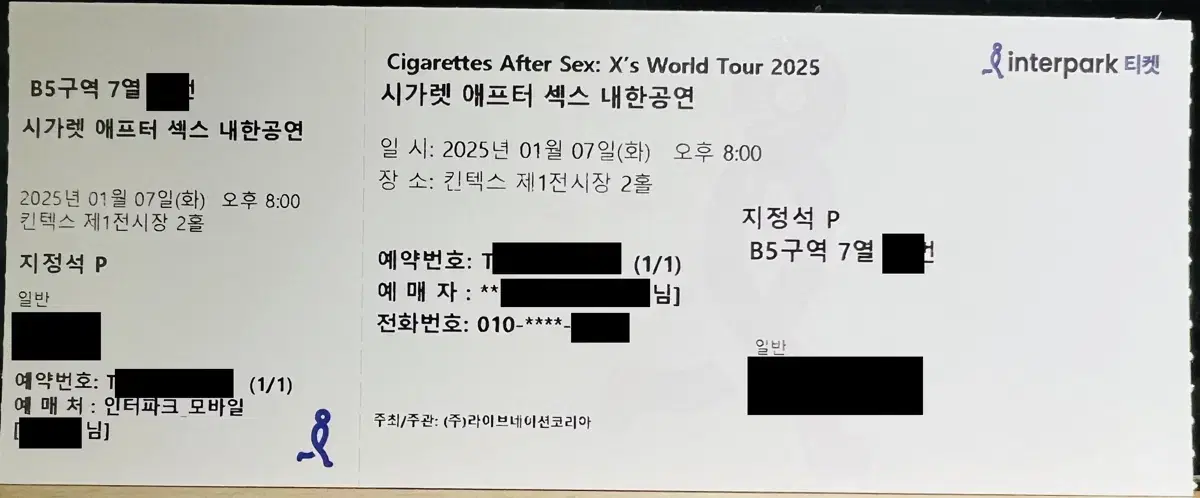 B5구역 7열
시가렛 애프터 섹스 내한공연
2025년 01월 07일(화) 오후 8:00
킨텍스 제1전시장 2홀
지정석 P
일반
예약번호: T (1/1)
예 매 처 : 인터파크_모바일
[ 님]
Cigarettes After Sex: X's World Tour 2025
시가렛 애프터 섹스 내한공연
일 시: 2025년 01월 07일(화) 오후 8:00
장 소: 킨텍스 제1전시장 2홀
예약번호: T (1/1)
예 매 자 : ** 님]
전화번호: 010-****-
주최/주관: (주)라이브네이션코리아
interpark 티켓
지정석 P
B5구역 7열
일반